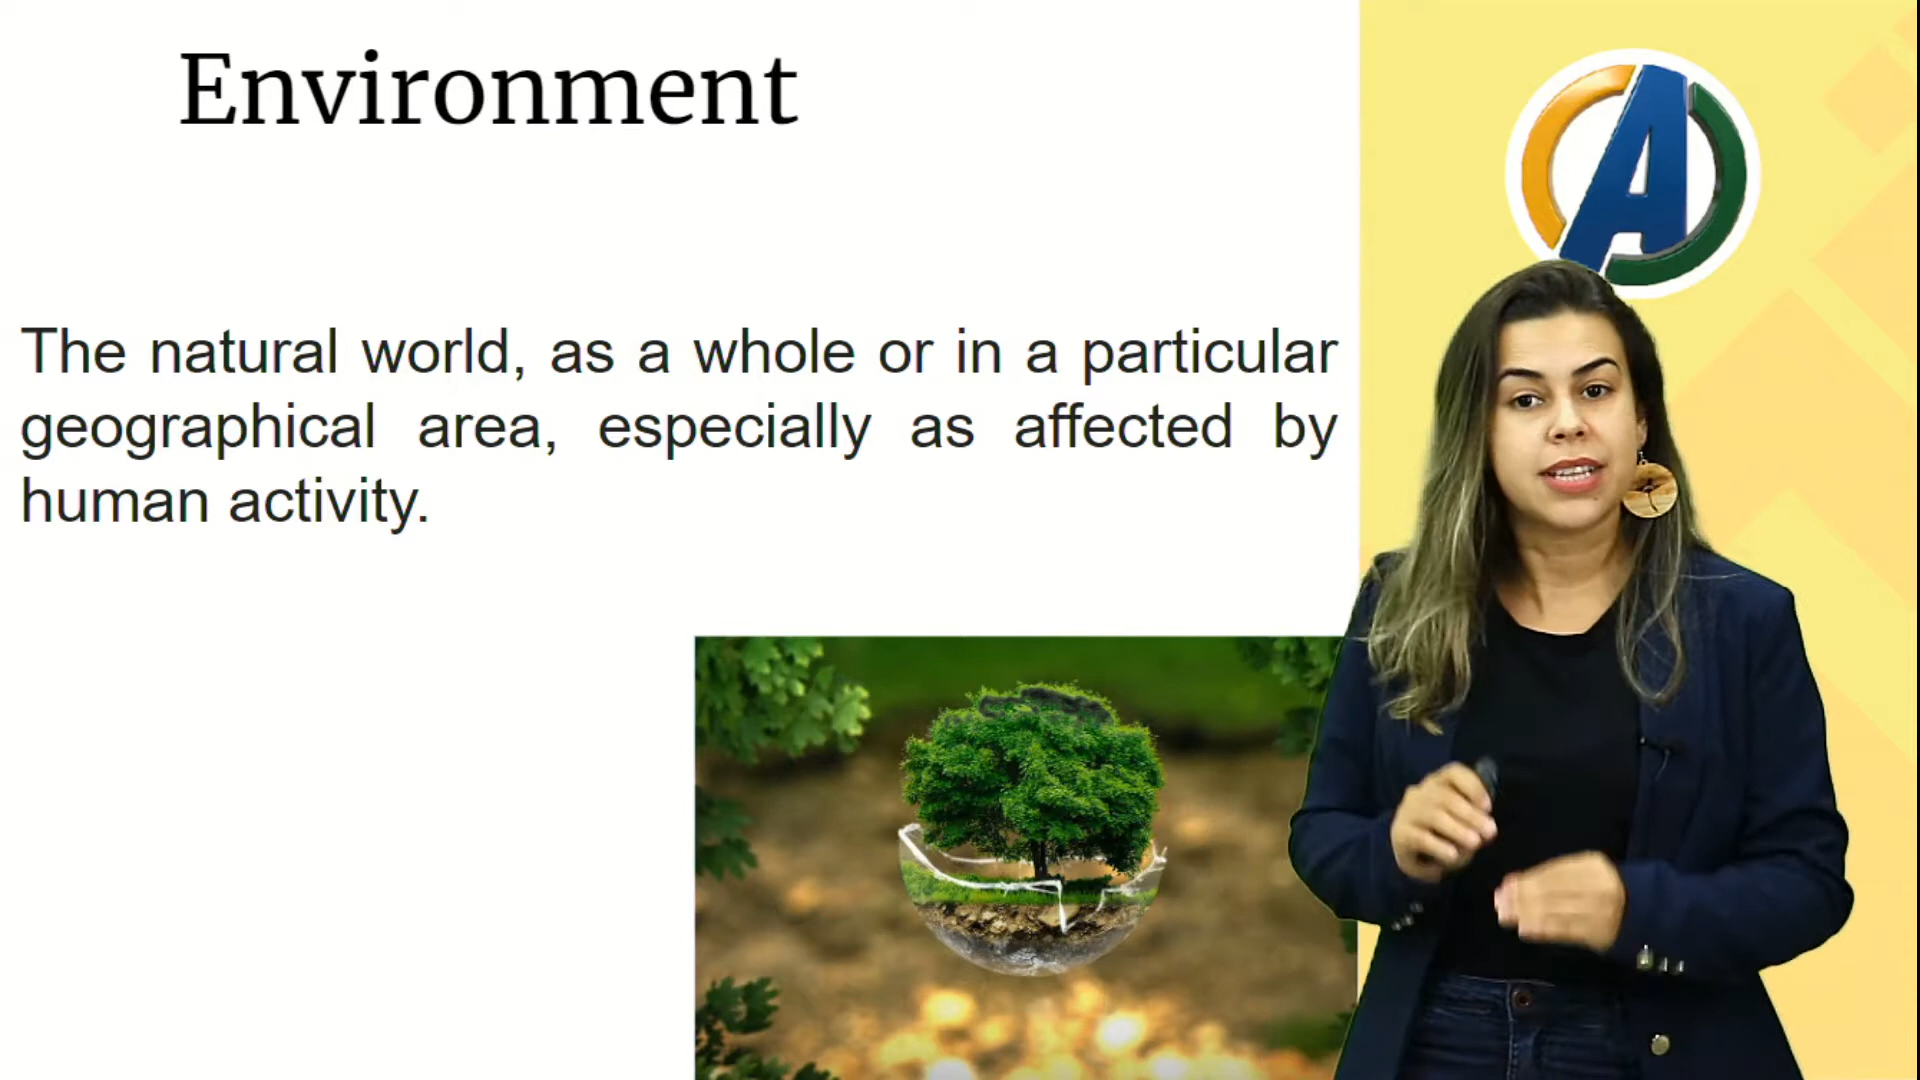 Environment
A
The natural world, as a whole or in a particular
geographical area, especially as affected by
human activity.